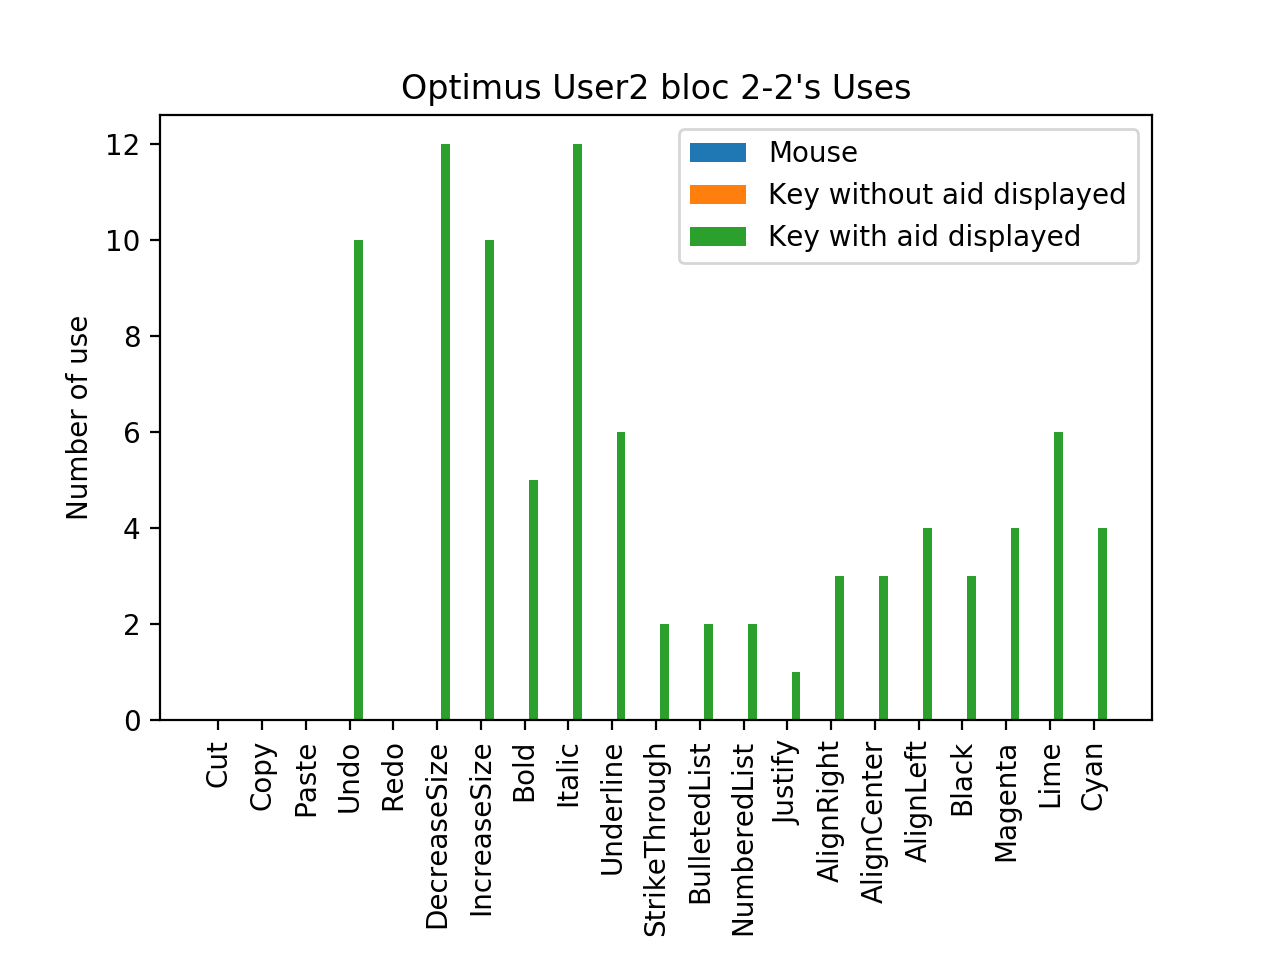 Optimus User2 bloc 2-2's Uses
Mouse
Key without aid displayed
Key with aid displayed
Number of use
12
10
8
6
4
2
0
Cut
Copy
Paste
Undo
Redo
DecreaseSize
IncreaseSize
Bold
Italic
Underline
StrikeThrough
BulletedList
NumberedList
Justify
AlignRight
AlignCenter
AlignLeft
Black
Magenta
Lime
Cyan